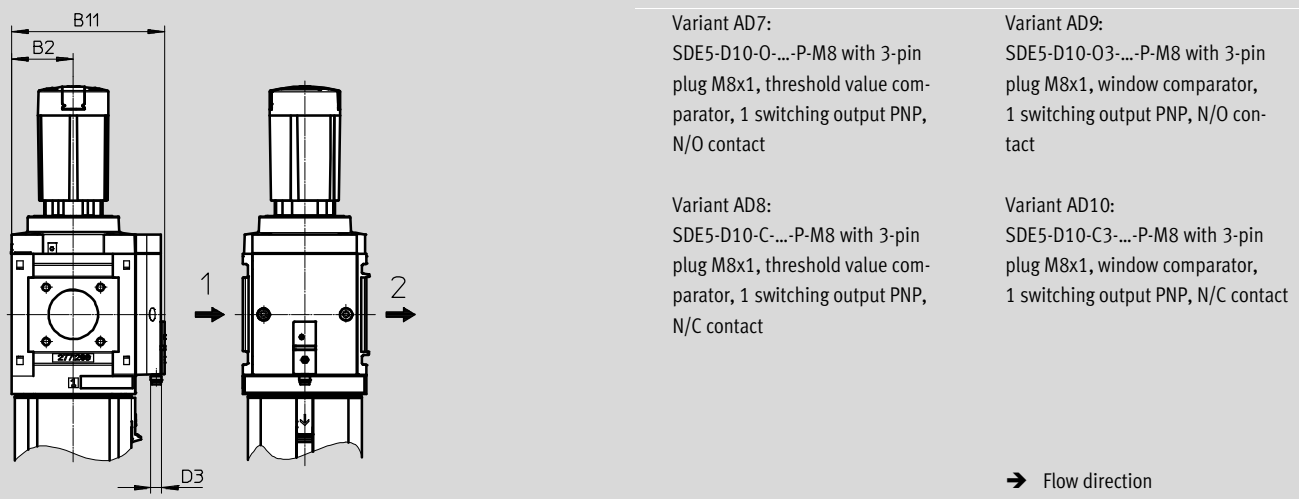 B11
B2
1
2
2771289
1
D3
Variant AD7:
SDE5-D10-O-...-P-M8 with 3-pin
plug M8x1, threshold value com-
parator, 1 switching output PNP,
N/O contact
Variant AD8:
SDE5-D10-C-...-P-M8 with 3-pin
plug M8x1, threshold value com-
parator, 1 switching output PNP,
N/C contact
Variant AD9:
SDE5-D10-O3-...-P-M8 with 3-pin
plug M8x1, window comparator,
1 switching output PNP, N/O con-
tact
Variant AD10:
SDE5-D10-C3-...-P-M8 with 3-pin
plug M8x1, window comparator,
1 switching output PNP, N/C contact
➔ Flow direction